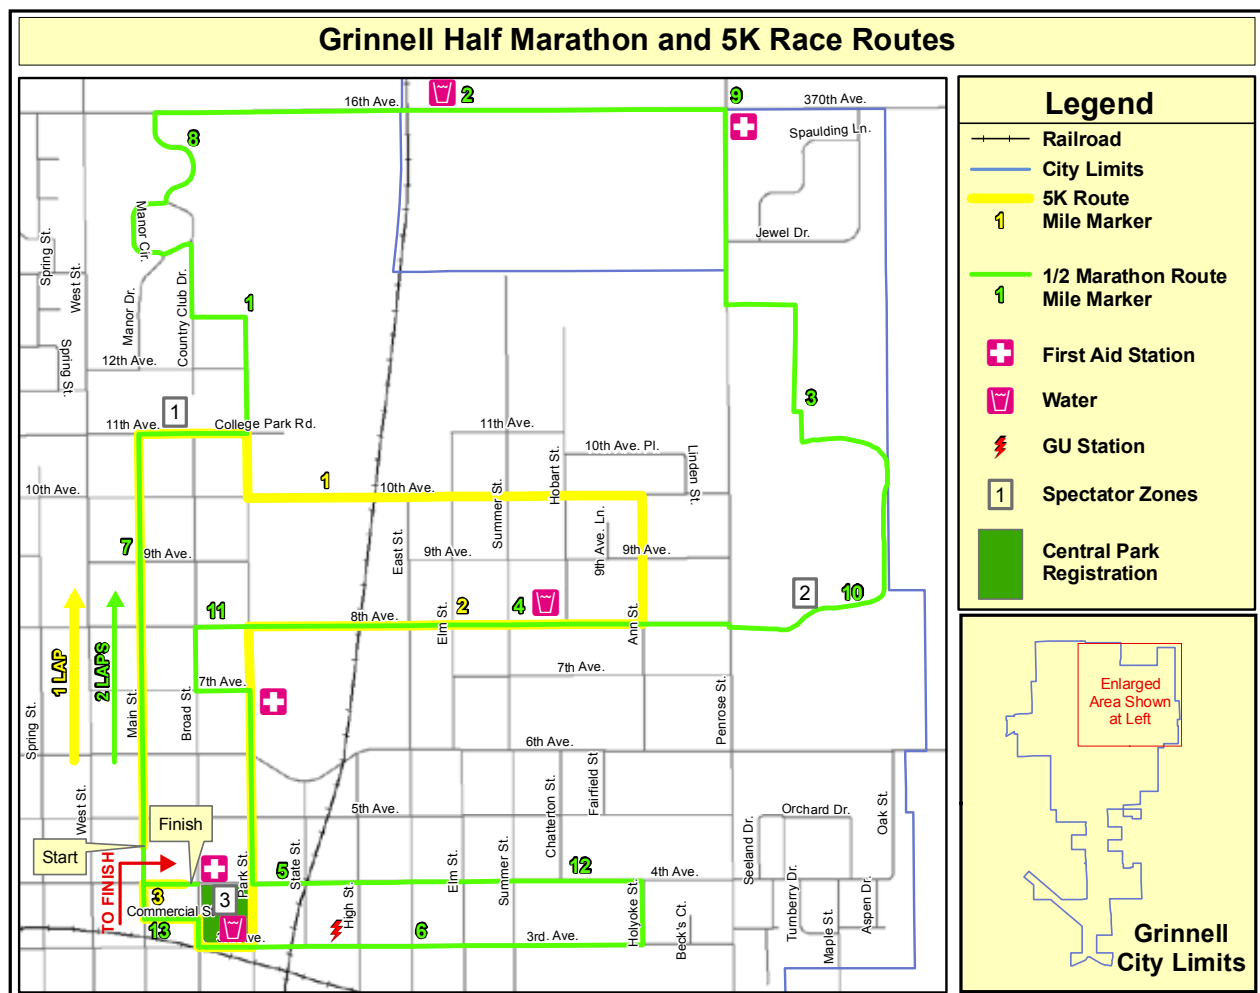 Grinnell Half Marathon and 5K Race Routes
16th Ave.
2
9
370th Ave.
8
Spaulding Ln.
Manor Cir.
Jewel Dr.
Spring St.
West St.
Manor Dr.
Country Club Dr.
1
12th Ave.
Spring St.
3
1
11th Ave.
College Park Rd.
11th Ave.
10th Ave. Pl.
Linden St.
Hobart St.
Summer St.
1
10th Ave.
10th Ave.
7
9th Ave.
East St.
9th Ave.
9th Ave. Ln.
9th Ave.
2
10
11
8th Ave.
Elm St.
2
4
Ann St.
1 LAP
2 LAPS
7th Ave.
7th Ave.
Spring St.
Main St.
Broad St.
Penrose St.
6th Ave.
West St.
Chatterton St.
Fairfield St
5th Ave.
Orchard Dr.
Oak St.
Seeland Dr.
Finish
Start
TO FINISH
Park St.
5
State St.
Elm St.
Summer St.
12
4th Ave.
3
3
Commercial St
13
High St.
6
3rd. Ave.
Holyoke St.
Beck's Ct.
Turnberry Dr.
Maple St.
Aspen Dr.
Legend
Railroad
City Limits
5K Route
1 Mile Marker
1/2 Marathon Route
1 Mile Marker
First Aid Station
Water
GU Station
1 Spectator Zones
Central Park
Registration
Enlarged
Area Shown
at Left
Grinnell
City Limits